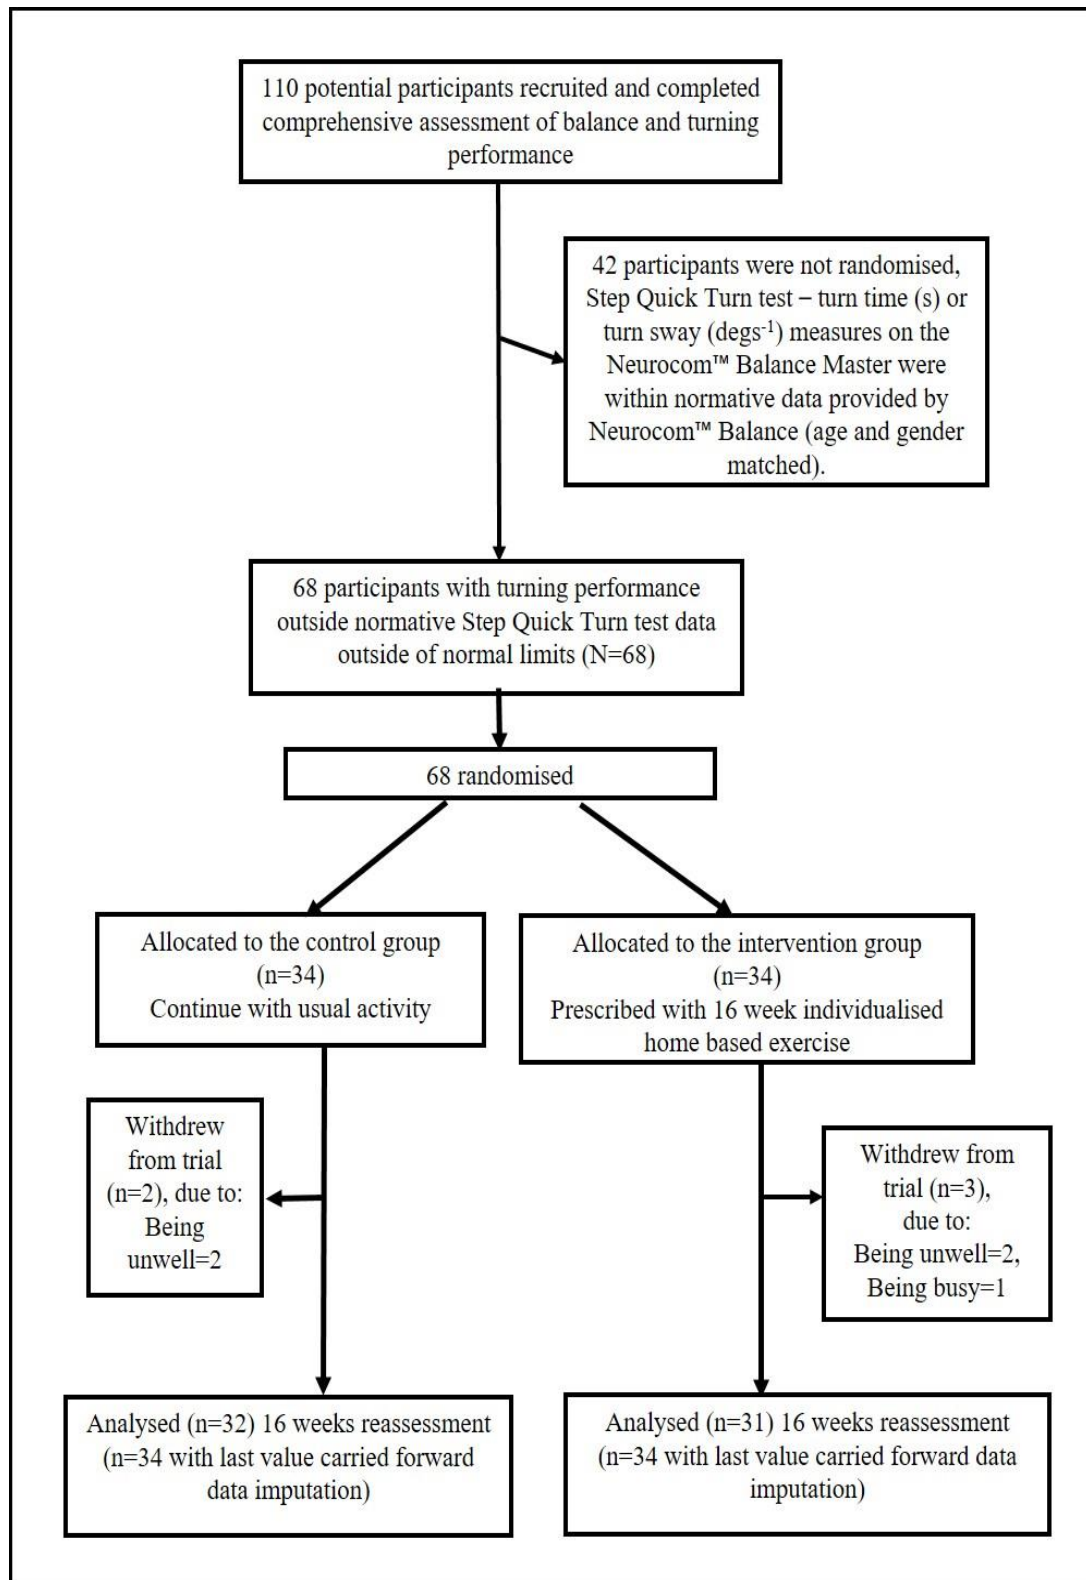 110 potential participants recruited and completed
comprehensive assessment of balance and turning
performance
42 participants were not randomised,
Step Quick Turn test – turn time (s) or
turn sway (degs⁻¹) measures on the
Neurocom™ Balance Master were
within normative data provided by
Neurocom™ Balance (age and gender
matched).
68 participants with turning performance
outside normative Step Quick Turn test data
outside of normal limits (N=68)
68 randomised
Allocated to the control group
(n=34)
Continue with usual activity
Allocated to the intervention group
(n=34)
Prescribed with 16 week individualised
home based exercise
Withdrew
from trial
(n=2), due to:
Being
unwell=2
Withdrew from
trial (n=3),
due to:
Being unwell=2,
Being busy=1
Analysed (n=32) 16 weeks reassessment
(n=34 with last value carried forward
data imputation)
Analysed (n=31) 16 weeks reassessment
(n=34 with last value carried forward data
imputation)